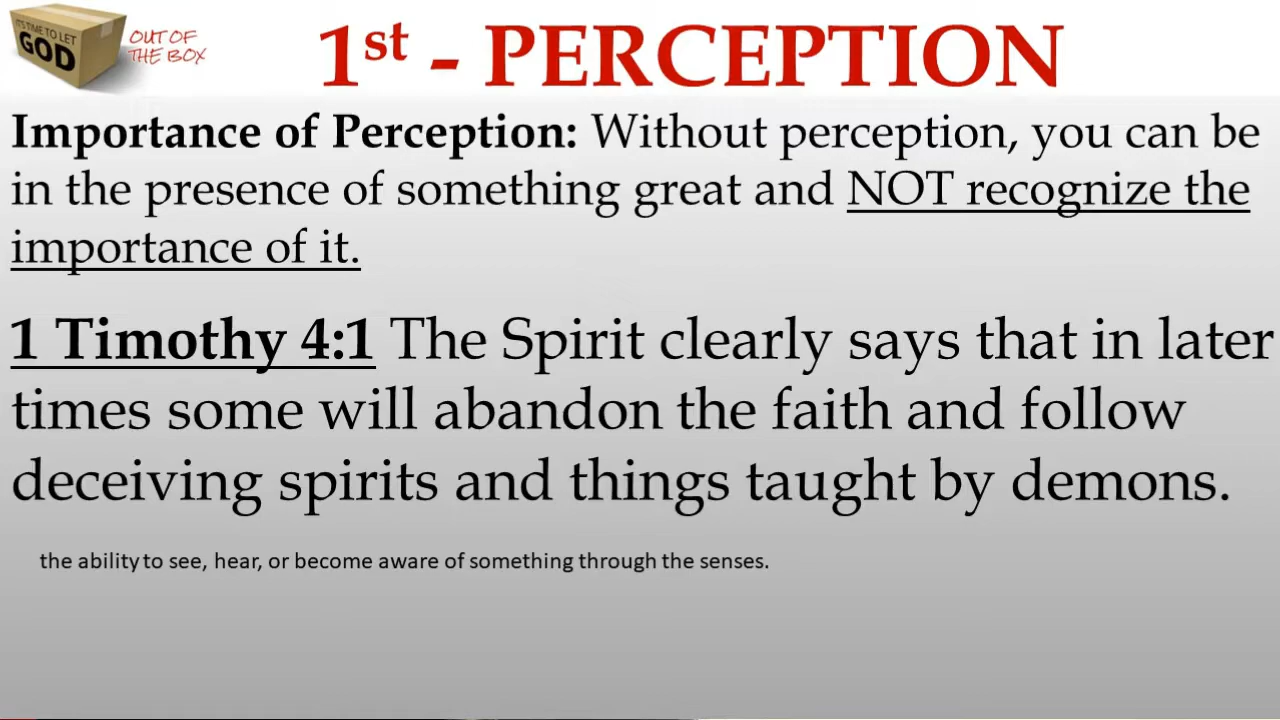 IT'S TIME TO LET
GOD
OUT OF
THE BOX
1st - PERCEPTION
Importance of Perception: Without perception, you can be
in the presence of something great and NOT recognize the
importance of it.
1 Timothy 4:1 The Spirit clearly says that in later
times some will abandon the faith and follow
deceiving spirits and things taught by demons.
the ability to see, hear, or become aware of something through the senses.